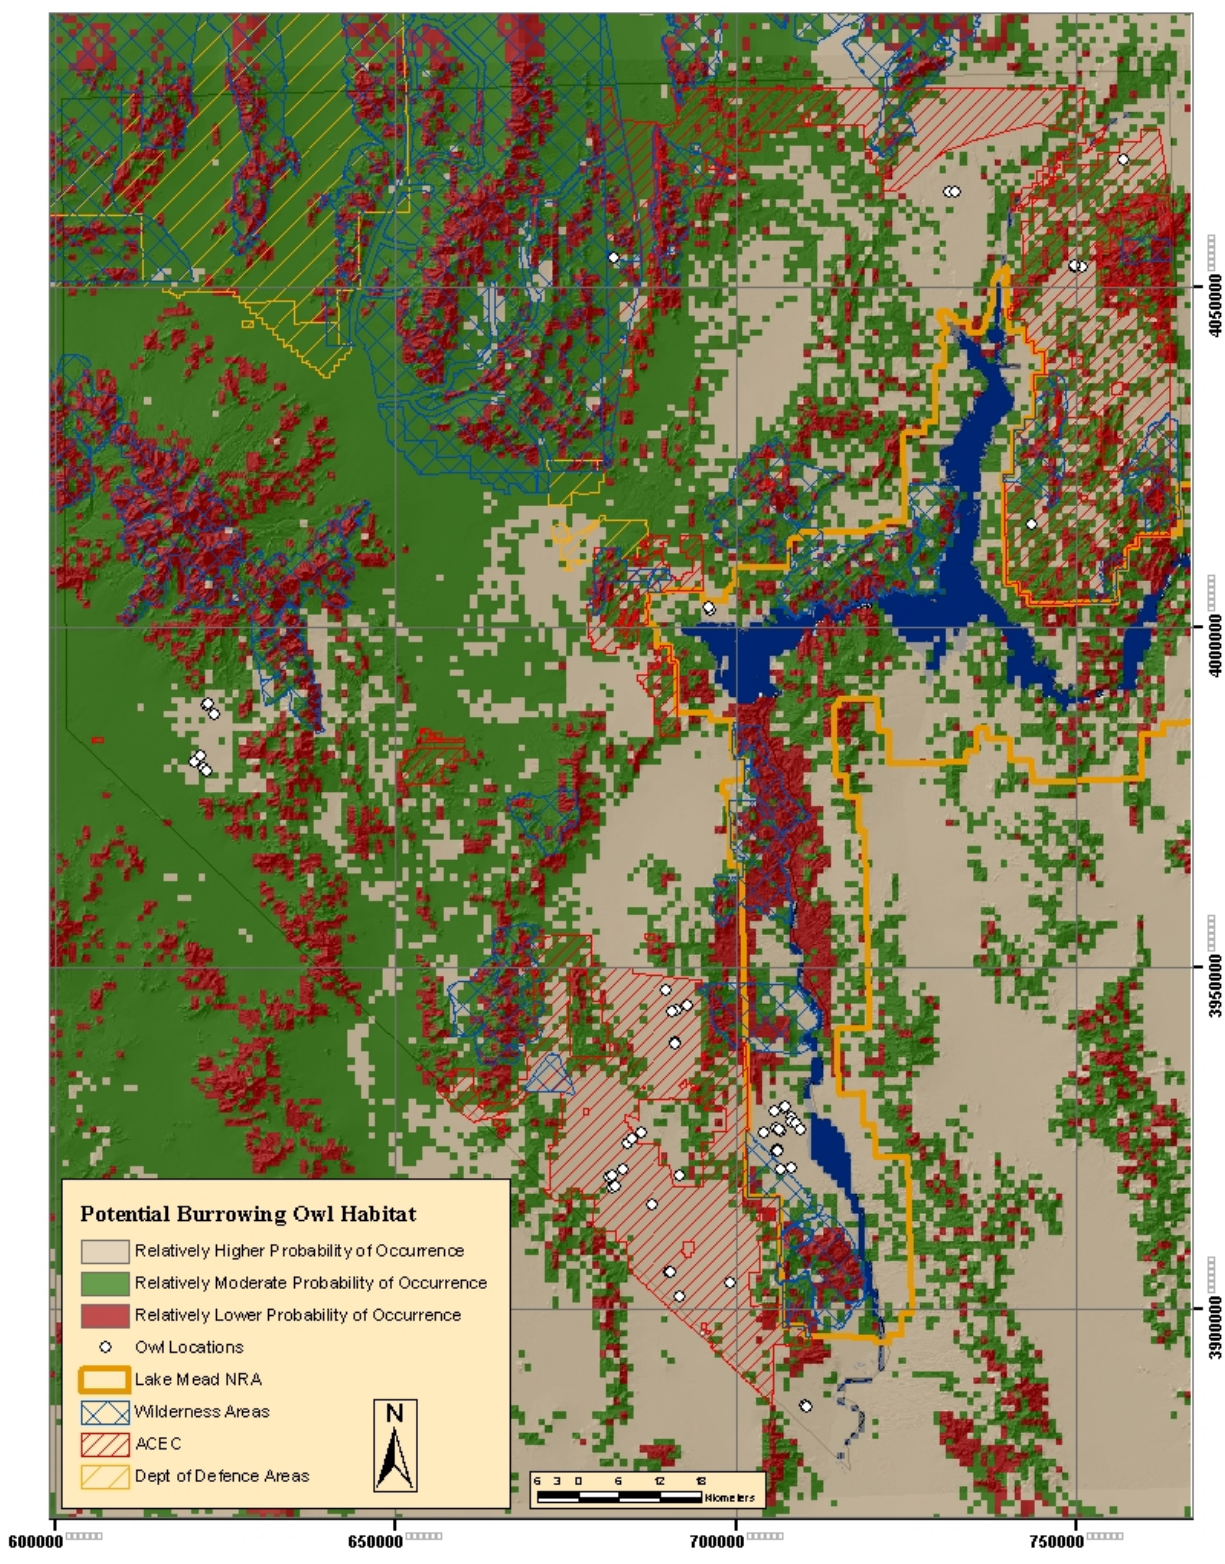 Potential Burrowing Owl Habitat
Relatively Higher Probability of Occurrence
Relatively Moderate Probability of Occurrence
Relatively Lower Probability of Occurrence
Owl Locations
Lake Mead NRA
Wilderness Areas
ACEC
Dept of Defence Areas
N
6 3 0 6 12 18
Kilometers
4050000
4000000
3950000
3900000
600000 650000 700000 750000